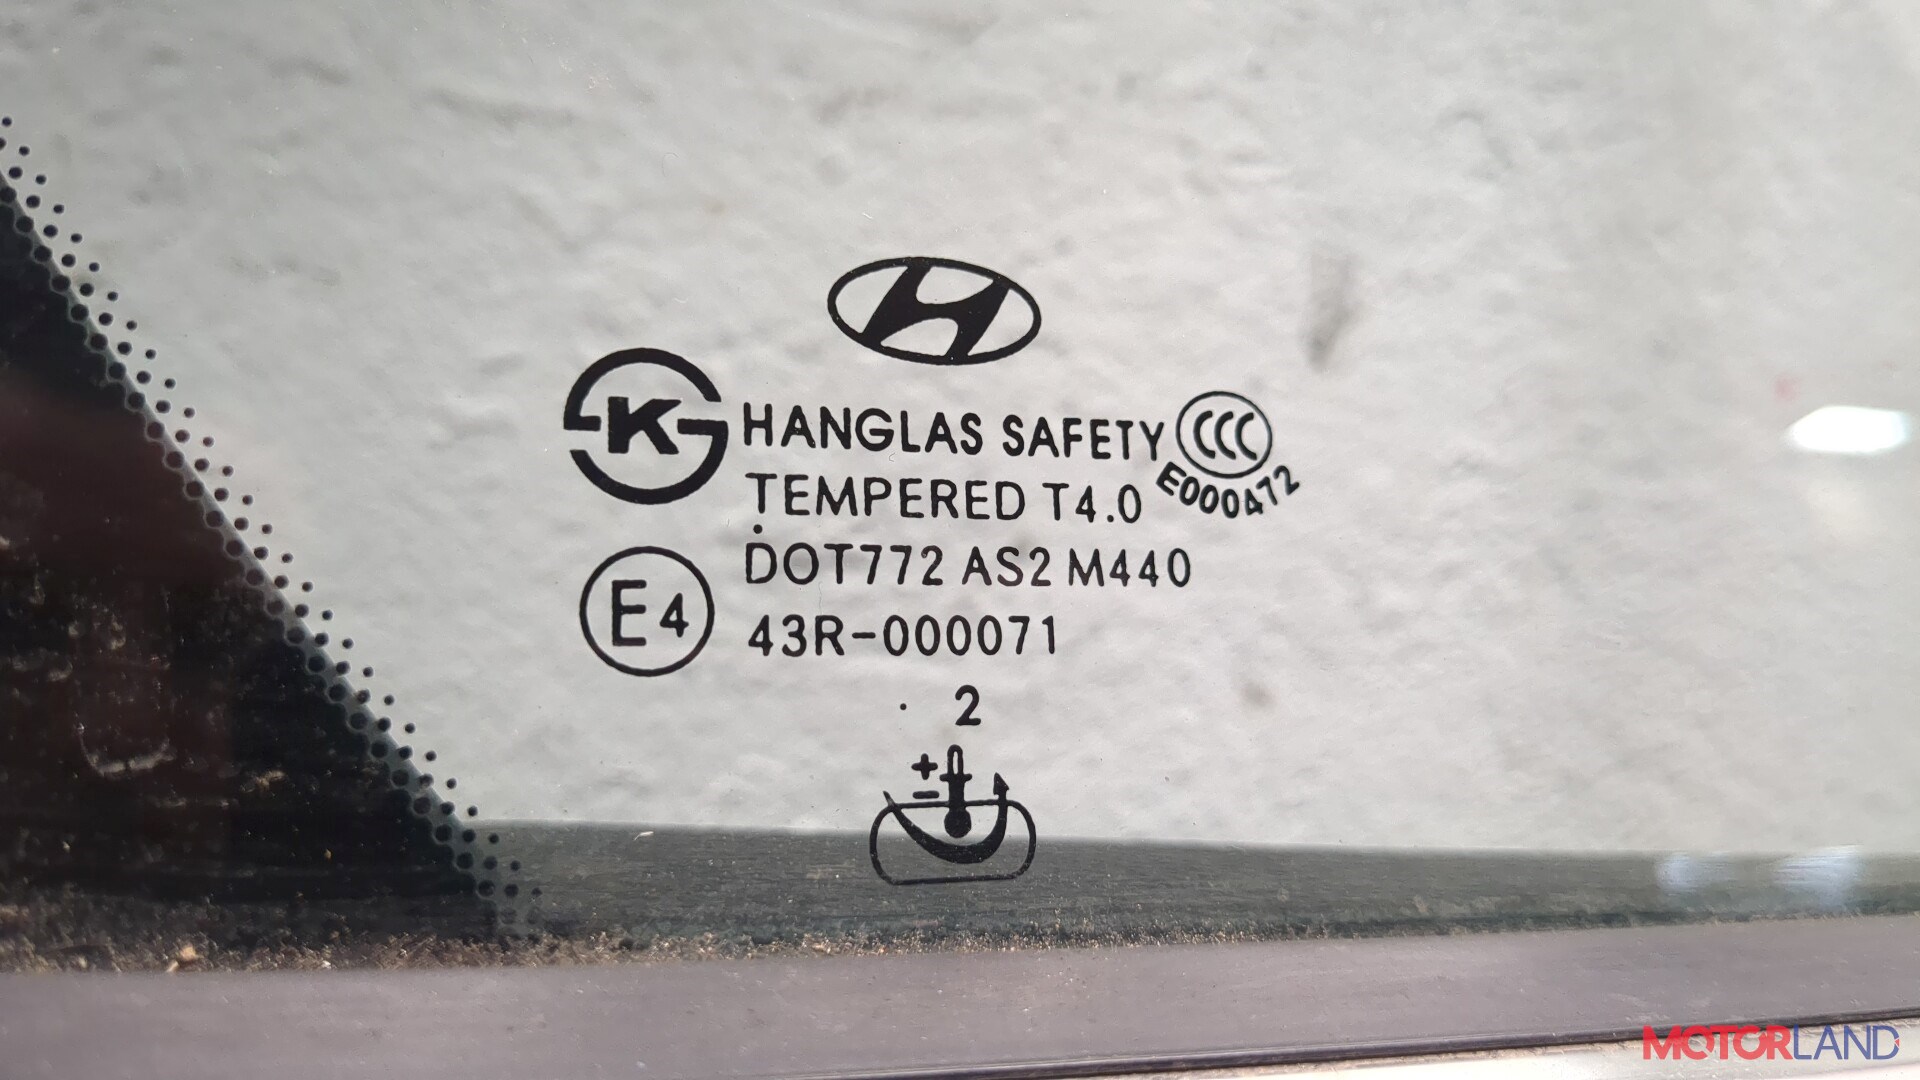 K HANGLAS SAFETY CCC
TEMPERED T4.0 E000472
DOT772 AS2 M440
E4 43R-000071
2
+
-
MOTORLAND